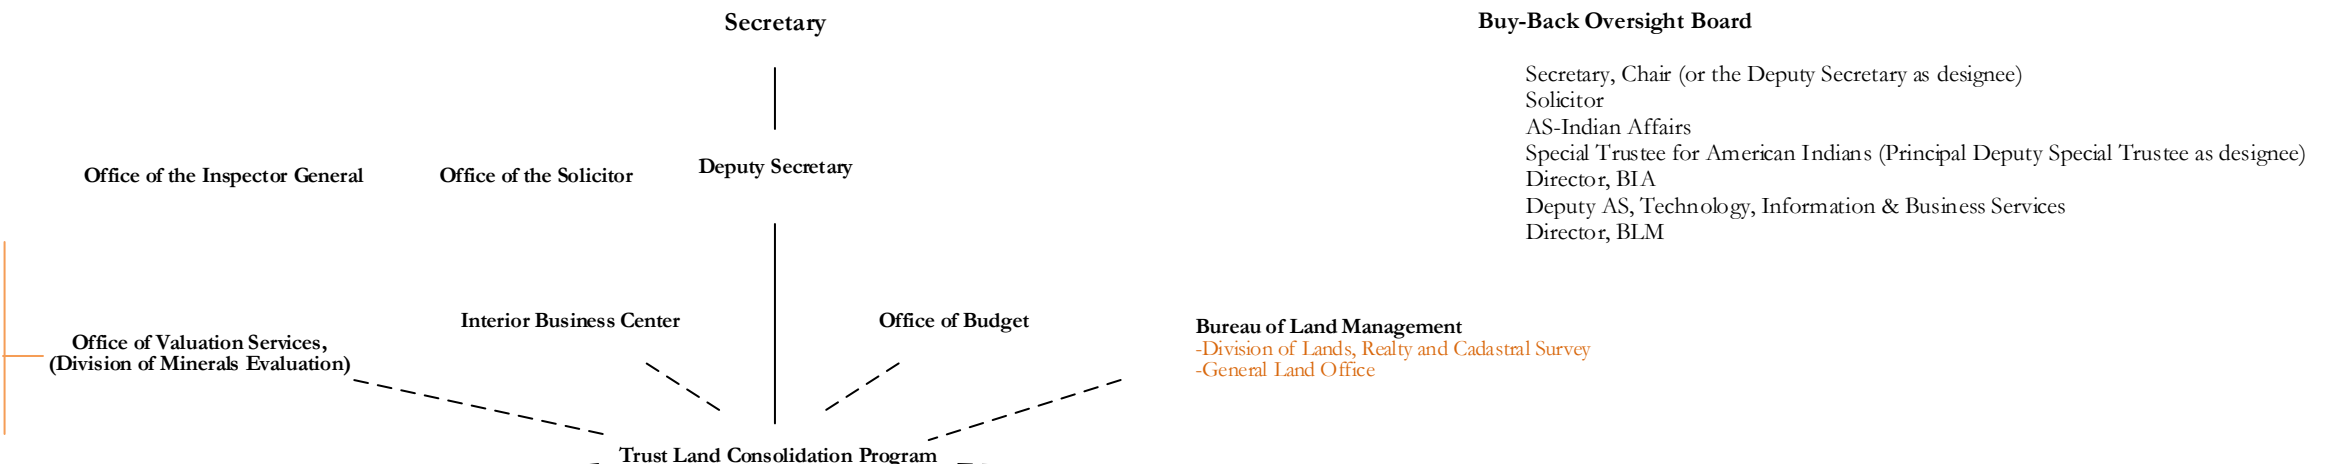 Secretary
Buy-Back Oversight Board
Secretary, Chair (or the Deputy Secretary as designee)
Solicitor
AS-Indian Affairs
Special Trustee for American Indians (Principal Deputy Special Trustee as designee)
Director, BIA
Deputy AS, Technology, Information & Business Services
Director, BLM
Office of the Inspector General
Office of the Solicitor
Deputy Secretary
Office of Valuation Services,
(Division of Minerals Evaluation)
Interior Business Center
Office of Budget
Bureau of Land Management
-Division of Lands, Realty and Cadastral Survey
-General Land Office
Trust Land Consolidation Program